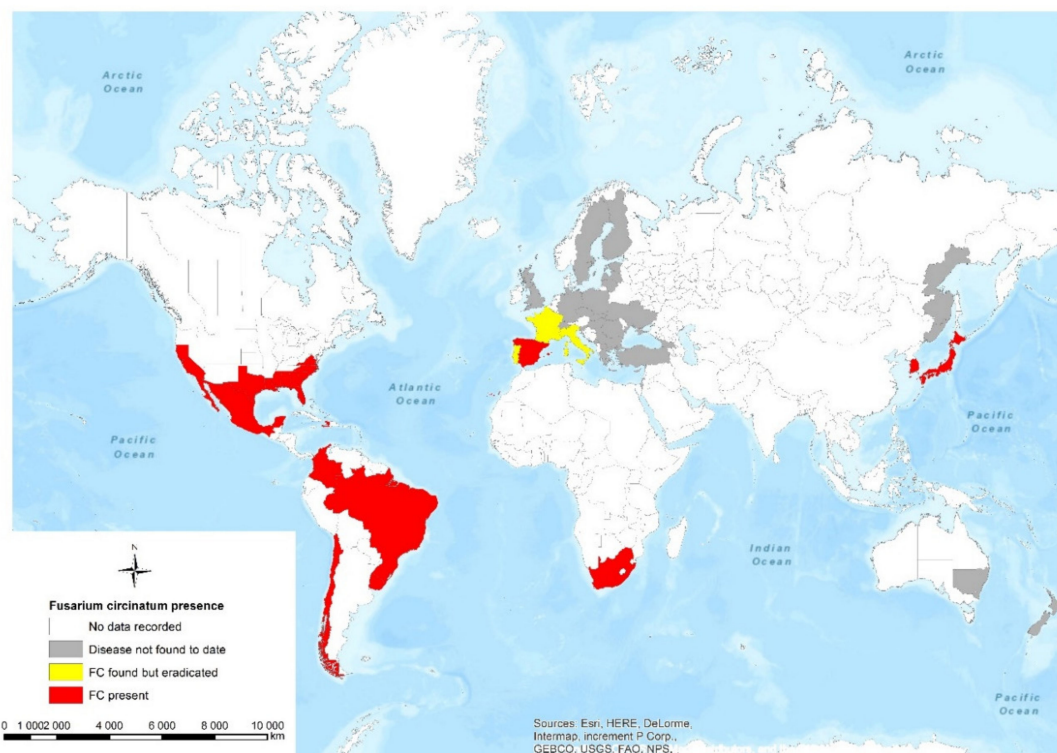 Arctic
Ocean
Arctic
Ocean
Atlantic
Ocean
Pacific
Ocean
Pacific
Ocean
Indian
Ocean
N
Fusarium circinatum presence
No data recorded
Disease not found to date
FC found but eradicated
FC present
0 1 000 2 000 4 000 6 000 8 000 10 000
km
Pacific
Ocean
Sources: Esri, HERE, DeLorme,
Intermap, increment P Corp.,
GEBCO, USGS, FAO, NPS,